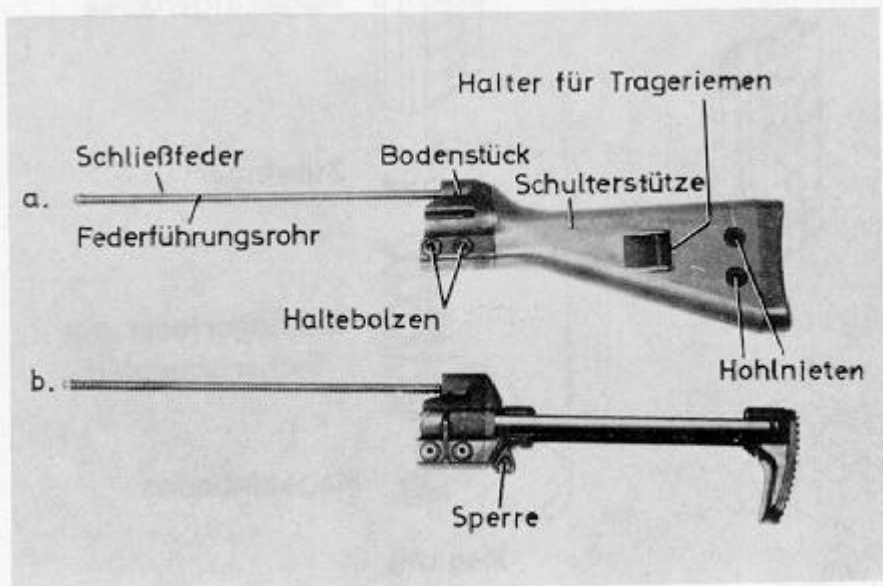 Halter für Trageriemen
Schließfeder
Bodenstück
Schulterstütze
a.
Federführungsrohr
Haltebolzen
Hohlnieten
b.
Sperre